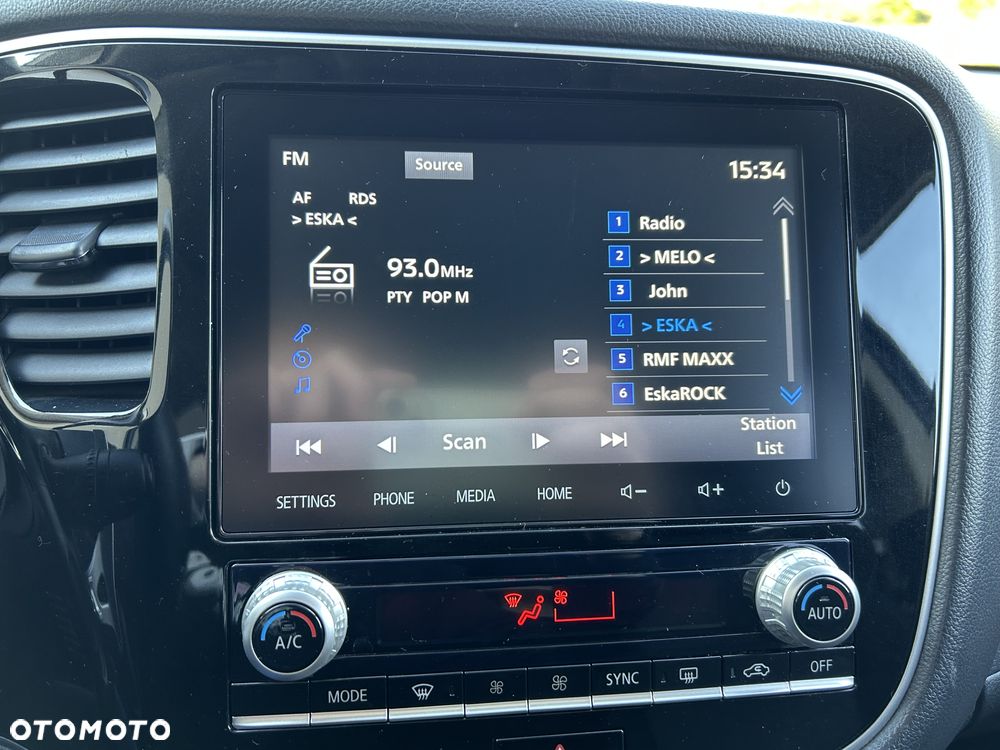 FM
Source
15:34
AF RDS
> ESKA <
93.0MHz
PTY POP M
1 Radio
2 > MELO <
3 John
4 > ESKA <
5 RMF MAXX
6 EskaROCK
Scan
Station
List
SETTINGS
PHONE
MEDIA
HOME
A/C
AUTO
MODE
SYNC
OFF
OTOMOTO